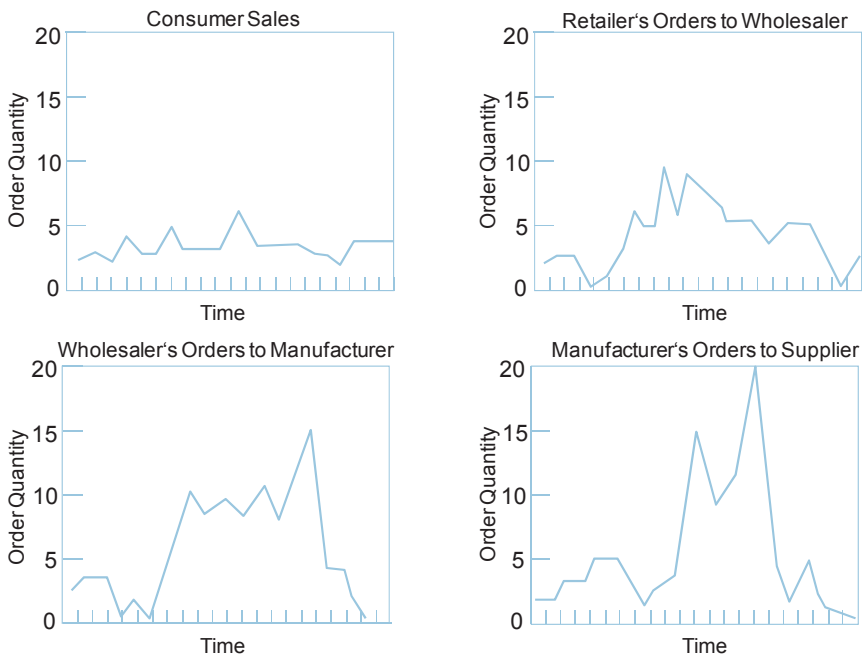 Consumer Sales
20
15
10
5
0
Order Quantity
Time
Retailer‘s Orders to Wholesaler
20
15
10
5
0
Order Quantity
Time
Wholesaler‘s Orders to Manufacturer
20
15
10
5
0
Order Quantity
Time
Manufacturer‘s Orders to Supplier
20
15
10
5
0
Order Quantity
Time